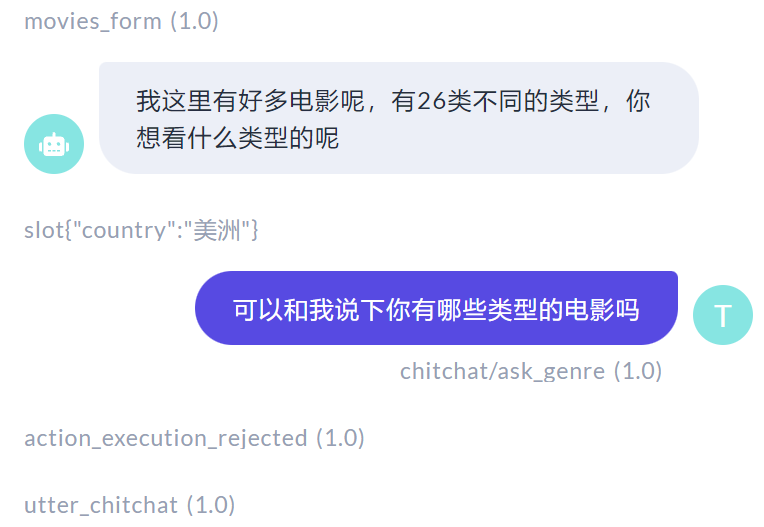 movies_form (1.0)
我这里有好多电影呢，有26类不同的类型，你
想看什么类型的呢
slot{"country":"美洲"}
可以和我说下你有哪些类型的电影吗
T
chitchat/ask_genre (1.0)
action_execution_rejected (1.0)
utter_chitchat (1.0)